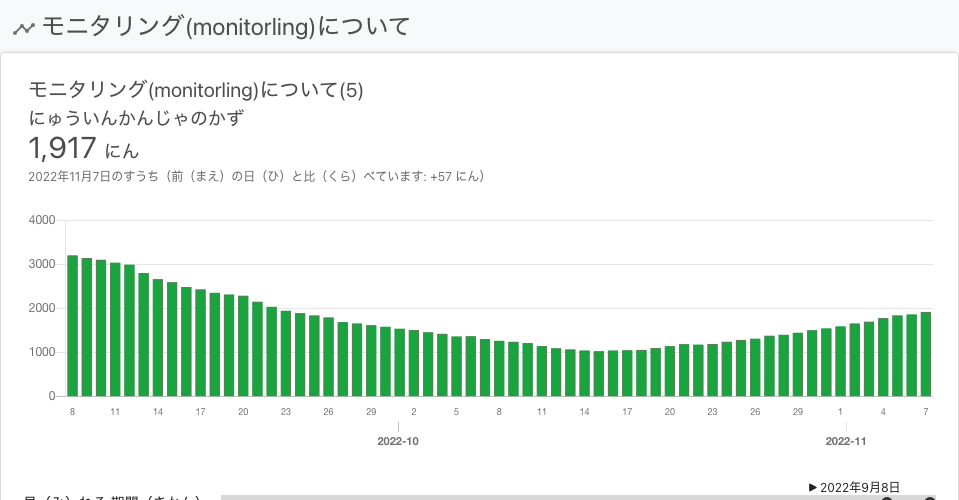 モニタリング(monitorling)について
モニタリング(monitorling)について(5)
にゅういんかんじゃのかず
1,917 にん
2022年11月7日のすうち（前（まえ）の日（ひ）と比（くら）べています: +57 にん）
4000
3000
2000
1000
0
8 11 14 17 20 23 26 29 2 5 8 11 14 17 20 23 26 29 1 4 7
2022-10 2022-11
▶ 2022年9月8日